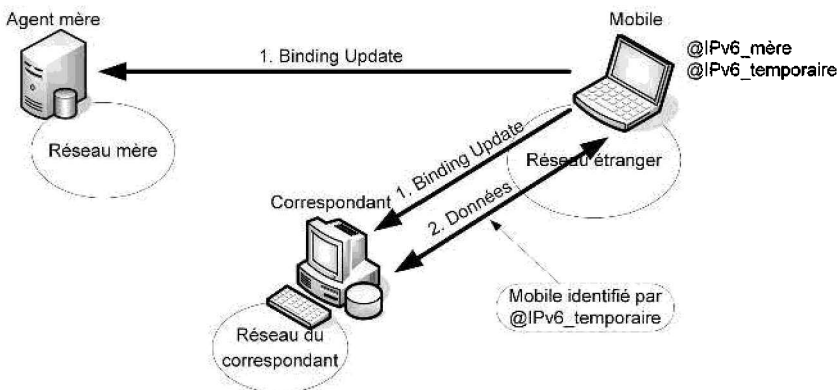 Agent mère
Mobile
1. Binding Update
@IPv6_mère
@IPv6_temporaire
Réseau mère
Réseau étranger
1. Binding Update
Correspondant
2. Données
Mobile identifié par
@IPv6_temporaire
Réseau du
correspondant